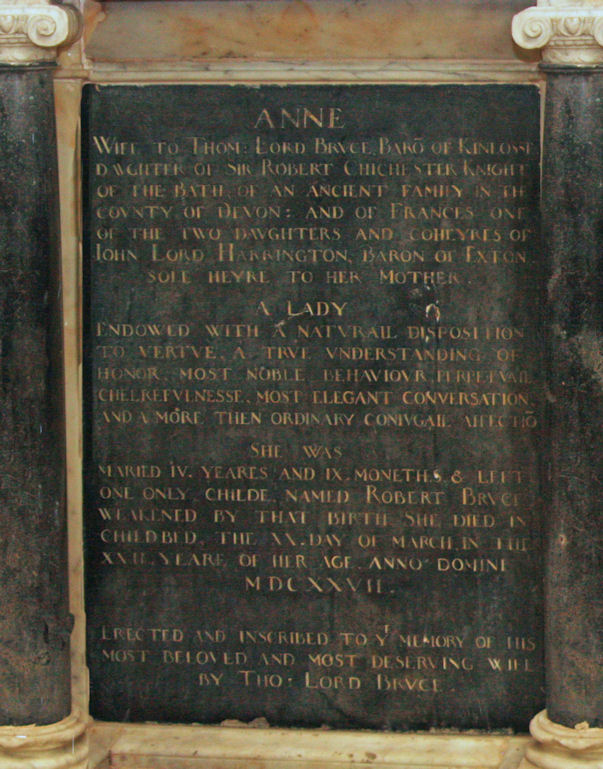 ANNE
WIFE TO THOM: LORD BRVCE, BARŌ OF KINLOSSE
DAVGHTER OF SIR ROBERT CHICHESTER KNIGHT
OF THE BATH, OF AN ANCIENT FAMILY IN THE
COVNTY OF DEVON: AND OF FRANCES ONE
OF THE TWO DAVGHTERS AND COHEYRES OF
IOHN LORD HARRINGTON, BARON OF EXTON.
SOLE HEYRE TO HER MOTHER.
A LADY
ENDOWED WITH A NATVRALL DISPOSITION
TO VERTVE, A TRVE VNDERSTANDING OF
HONOR, MOST NOBLE BEHAVIOVR PERPETVALL
CHEEREFVLNESSE, MOST ELEGANT CONVERSATION,
AND A MORE THEN ORDINARY CONIVGALL AFFECTIŌ
SHE WAS
MARIED IV. YEARES AND IX. MONETHS & LEFT
ONE ONLY CHILDE, NAMED ROBERT BRVCE
WEAKENED BY THAT BIRTH SHE DIED IN
CHILDBED, THE XX. DAY OF MARCH IN THE
XXII. YEARE OF HER AGE. ANNO DOMINE
MDCXXVII.
ERECTED AND INSCRIBED TO Yᴱ MEMORY OF HIS
MOST BELOVED AND MOST DESERVING WIFE
BY THO: LORD BRVCE.